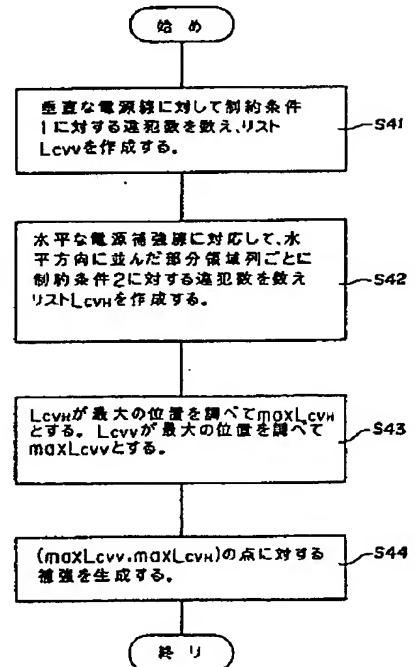 始め
垂直な電源線に対して制約条件
1に対する違犯数を数え、リスト
Lcvvを作成する。
S41
水平な電源補強線に対応して、水
平方向に並んだ部分領域列ごとに
制約条件2に対する違犯数を数え
リストLcvHを作成する。
S42
LcvHが最大の位置を調べてmaxLcvH
とする。Lcvvが最大の位置を調べて
maxLcvvとする。
S43
(maxLcvv,maxLcvH)の点に対する
補強を生成する。
S44
終り